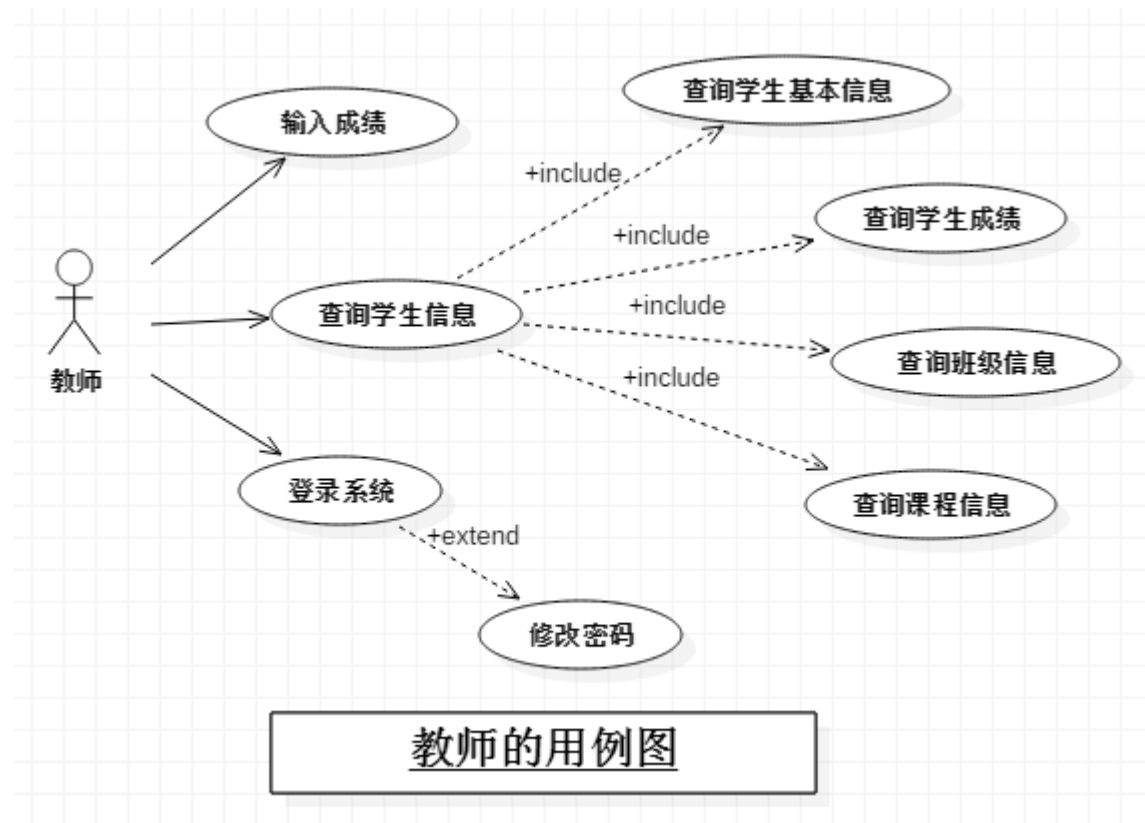 查询学生基本信息
输入成绩
+include
查询学生成绩
+include
+include
查询学生信息
查询班级信息
+include
教师
登录系统
查询课程信息
+extend
修改密码
教师的用例图